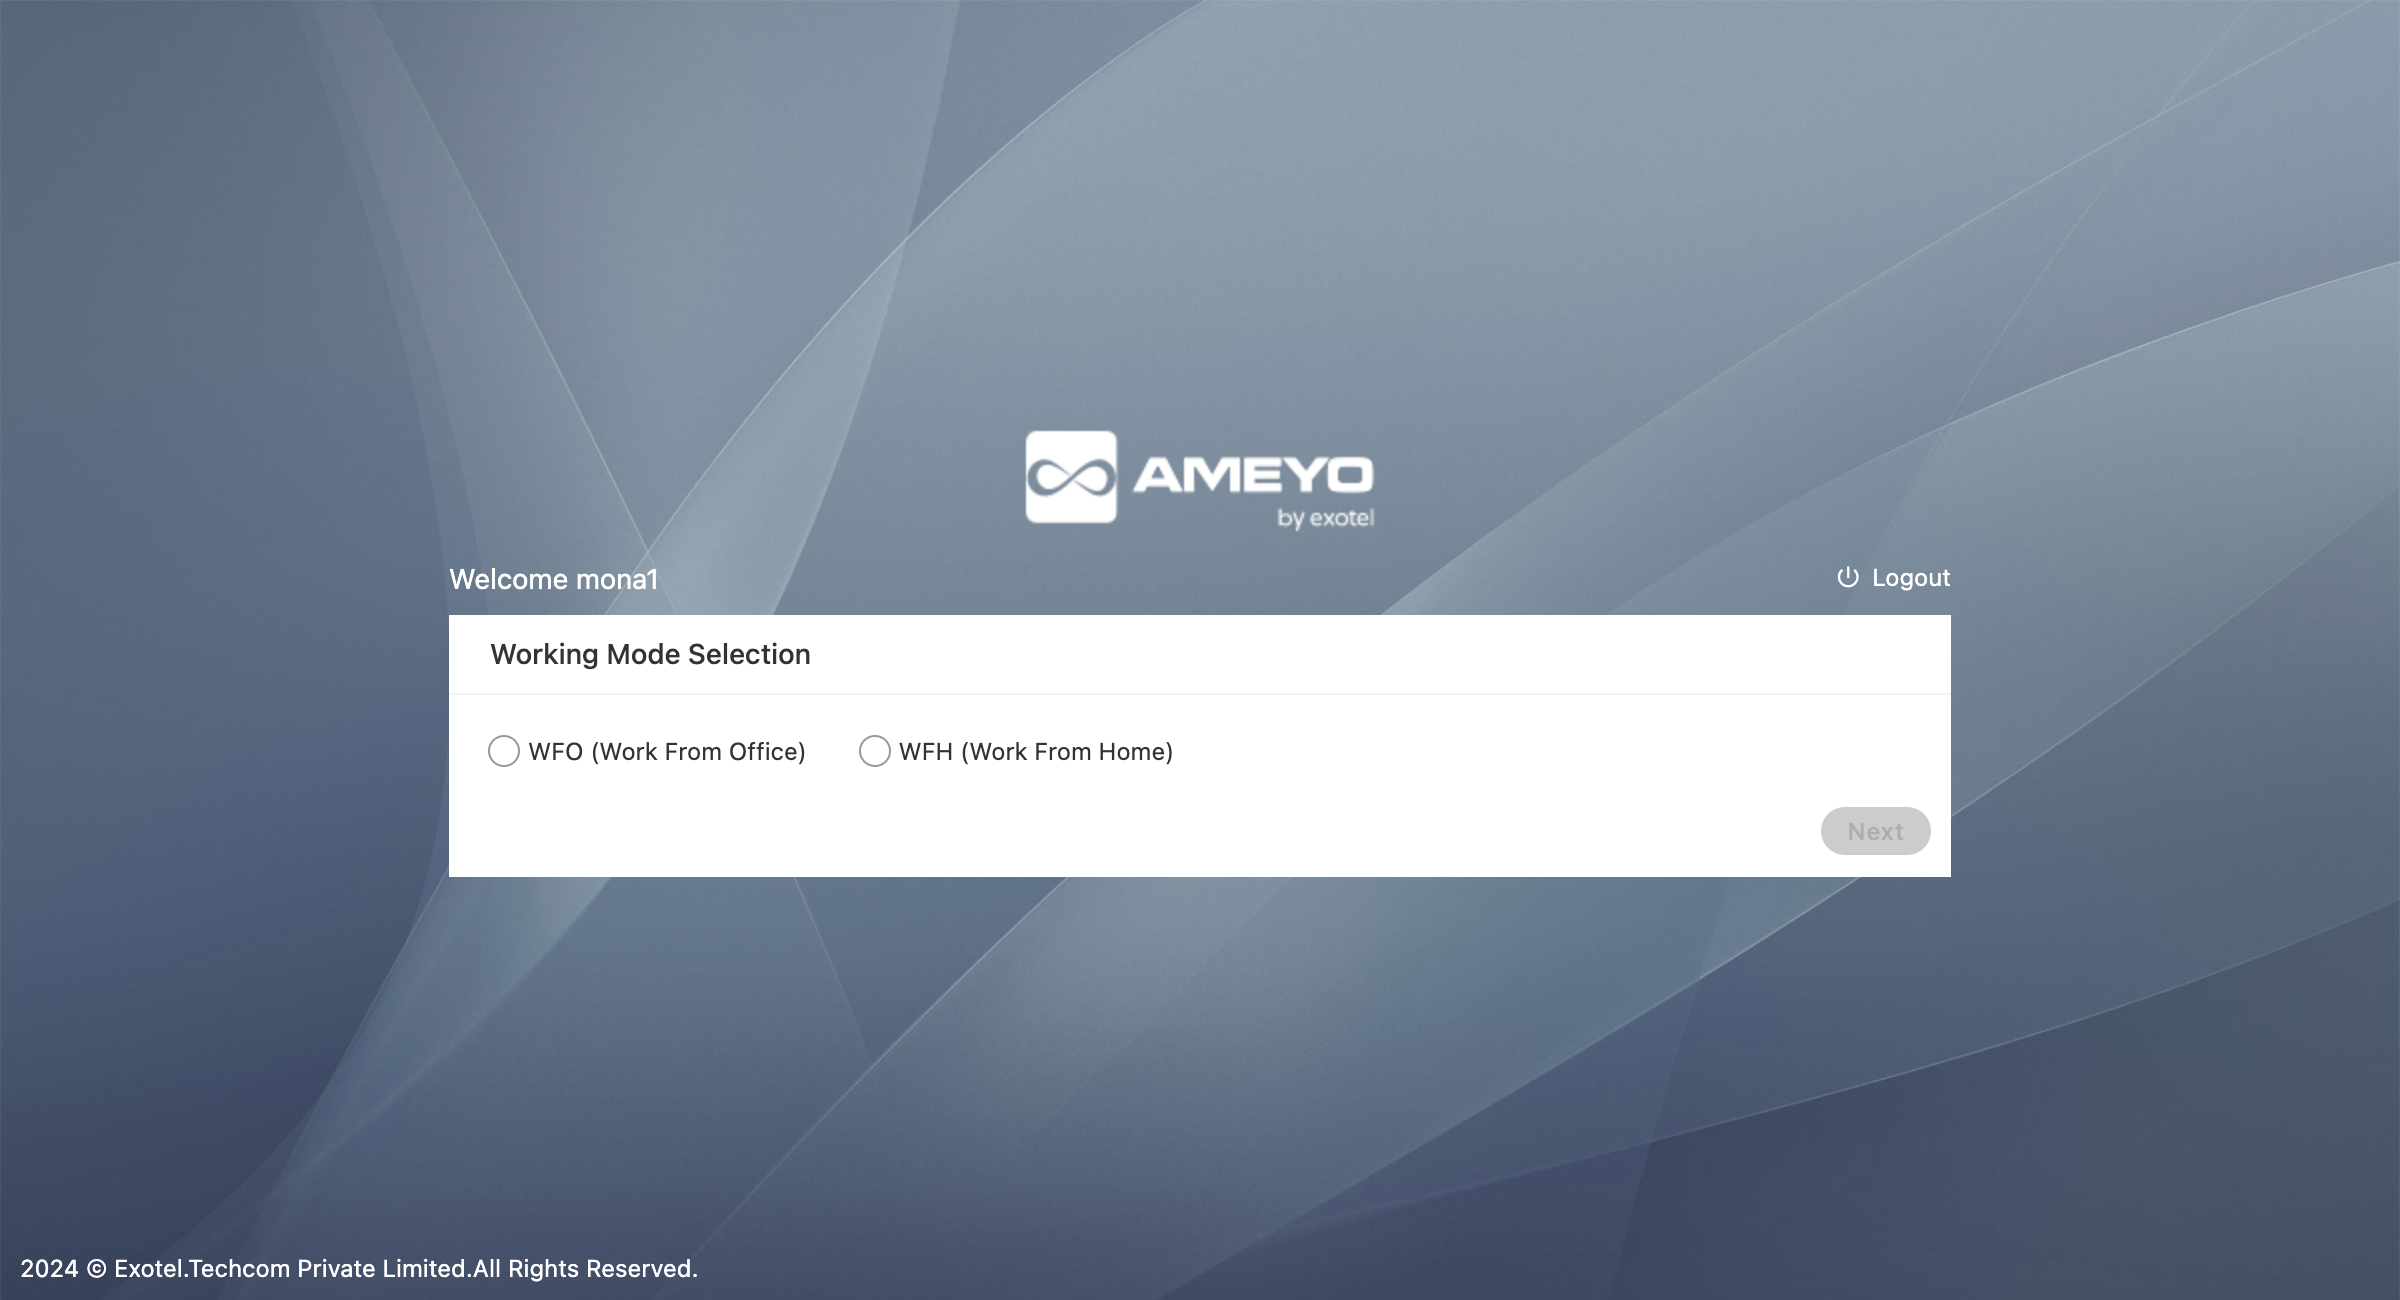 AMEYO
by exotel
Welcome mona1
Logout
Working Mode Selection
WFO (Work From Office)
WFH (Work From Home)
Next
2024 © Exotel.Techcom Private Limited.All Rights Reserved.